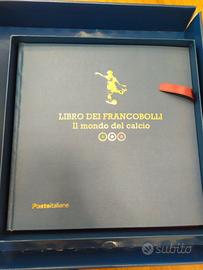 LIBRO DEI FRANCOBOLLI
Il mondo del calcio
Posteitaliane
subito